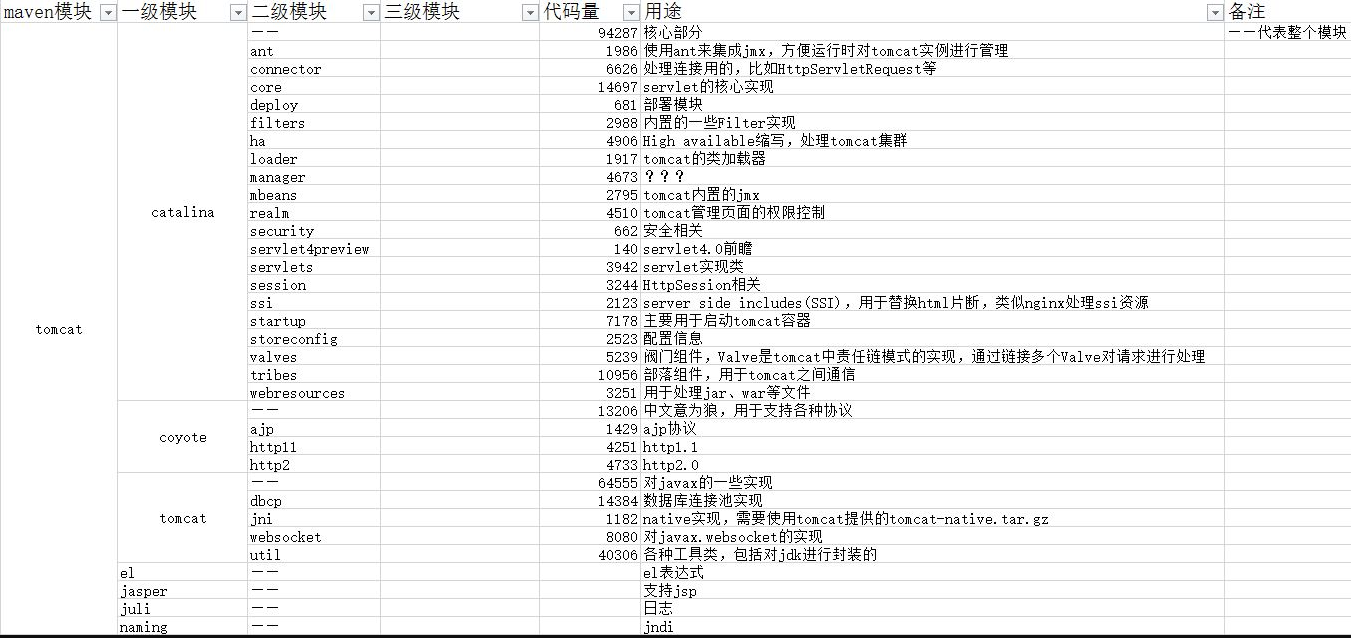 maven模块 一级模块 二级模块 三级模块 代码量 用途 备注
tomcat catalina —— 94287 核心部分 ——代表整个模块
ant 1986 使用ant来集成jmx，方便运行时对tomcat实例进行管理
connector 6626 处理连接用的，比如HttpServletRequest等
core 14697 servlet的核心实现
deploy 681 部署模块
filters 2988 内置的一些Filter实现
ha 4906 High available缩写，处理tomcat集群
loader 1917 tomcat的类加载器
manager 4673 ？？？
mbeans 2795 tomcat内置的jmx
realm 4510 tomcat管理页面的权限控制
security 662 安全相关
servlet4preview 140 servlet4.0前瞻
servlets 3942 servlet实现类
session 3244 HttpSession相关
ssi 2123 server side includes(SSI)，用于替换html片断，类似nginx处理ssi资源
startup 7178 主要用于启动tomcat容器
storeconfig 2523 配置信息
valves 5239 阀门组件，Valve是tomcat中责任链模式的实现，通过链接多个Valve对请求进行处理
tribes 10956 部落组件，用于tomcat之间通信
webresources 3251 用于处理jar、war等文件
coyote —— 13206 中文意为狼，用于支持各种协议
ajp 1429 ajp协议
http11 4251 http1.1
http2 4733 http2.0
tomcat —— 64555 对javax的一些实现
dbcp 14384 数据库连接池实现
jni 1182 native实现，需要使用tomcat提供的tomcat-native.tar.gz
websocket 8080 对javax.websocket的实现
util 40306 各种工具类，包括对jdk进行封装的
el —— el表达式
jasper —— 支持jsp
juli —— 日志
naming —— jndi